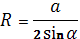 R = a / (2 sin α)